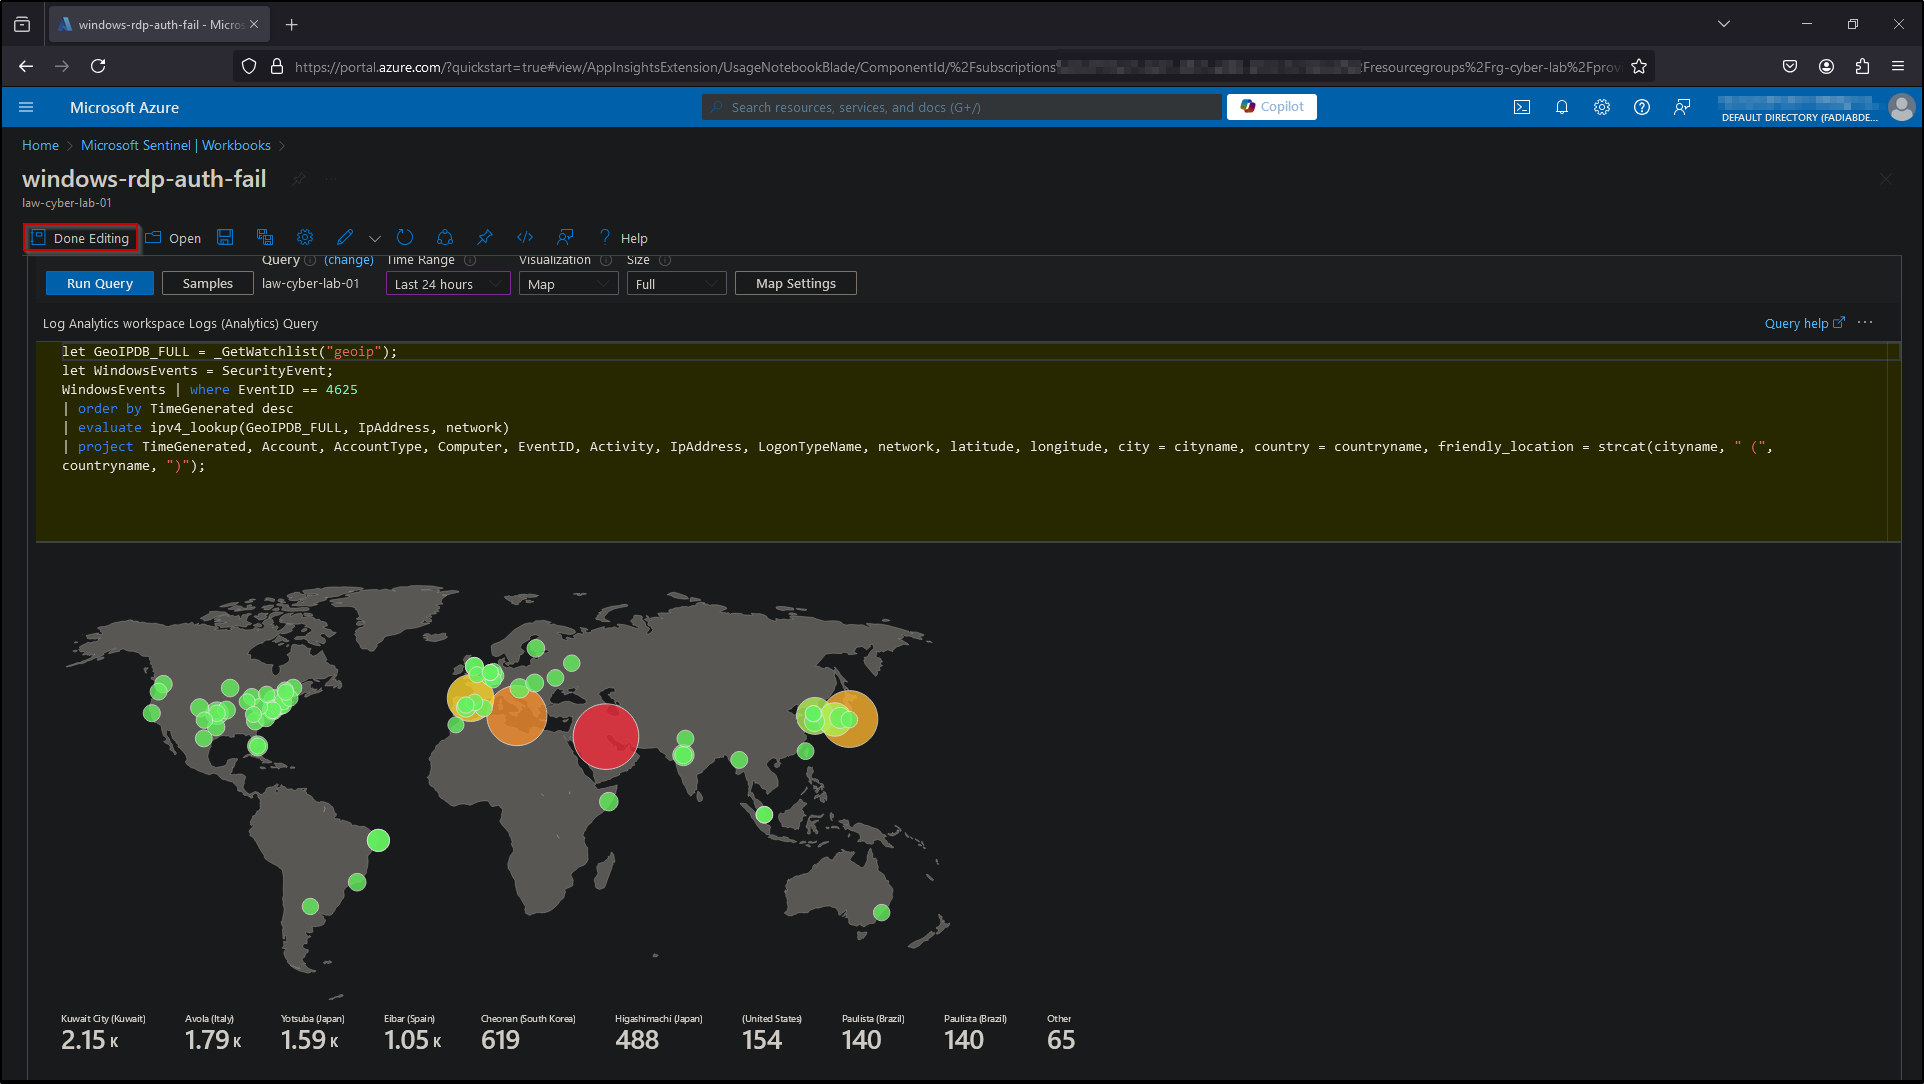 windows-rdp-auth-fail - Micros
https://portal.azure.com/?quickstart=true#view/AppInsightsExtension/UsageNotebookBlade/ComponentId/%2Fsubscriptions
resourcegroups%2Frg-cyber-lab%2Fprov
Microsoft Azure
Search resources, services, and docs (G+/)
Copilot
DEFAULT DIRECTORY (FADIABDE...
Home > Microsoft Sentinel | Workbooks >
windows-rdp-auth-fail
law-cyber-lab-01
Done Editing
Open
Help
Query (change) Time Range Visualization Size
Run Query Samples law-cyber-lab-01 Last 24 hours Map Full Map Settings
Log Analytics workspace Logs (Analytics) Query
Query help
let GeoIPDB_FULL = _GetWatchlist("geoip");
let WindowsEvents = SecurityEvent;
WindowsEvents | where EventID == 4625
| order by TimeGenerated desc
| evaluate ipv4_lookup(GeoIPDB_FULL, IpAddress, network)
| project TimeGenerated, Account, AccountType, Computer, EventID, Activity, IpAddress, LogonTypeName, network, latitude, longitude, city = cityname, country = countryname, friendly_location = strcat(cityname, " (",
countryname, ")");
Kuwait City (Kuwait) Avola (Italy) Yotsuba (Japan) Eibar (Spain) Cheonan (South Korea) Higashimachi (Japan) (United States) Paulista (Brazil) Paulista (Brazil) Other
2.15 K 1.79 K 1.59 K 1.05 K 619 488 154 140 140 65